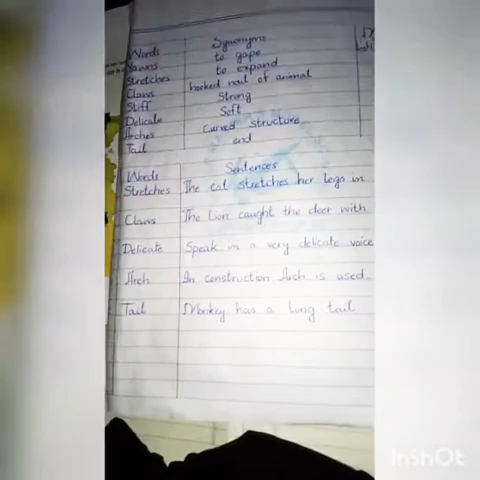 Words Synonyms
Yawns to gape
Stretches to expand
Claws hooked nail of animal
Stiff Strong
Delicate Soft
Arches Curved structure
Tail end
Words Sentences
Stretches The cat stretches her legs in
Claws The Lion caught the deer with
Delicate Speak in a very delicate voice
Arch In construction Arch is used.
Tail Monkey has a long tail
InShOt